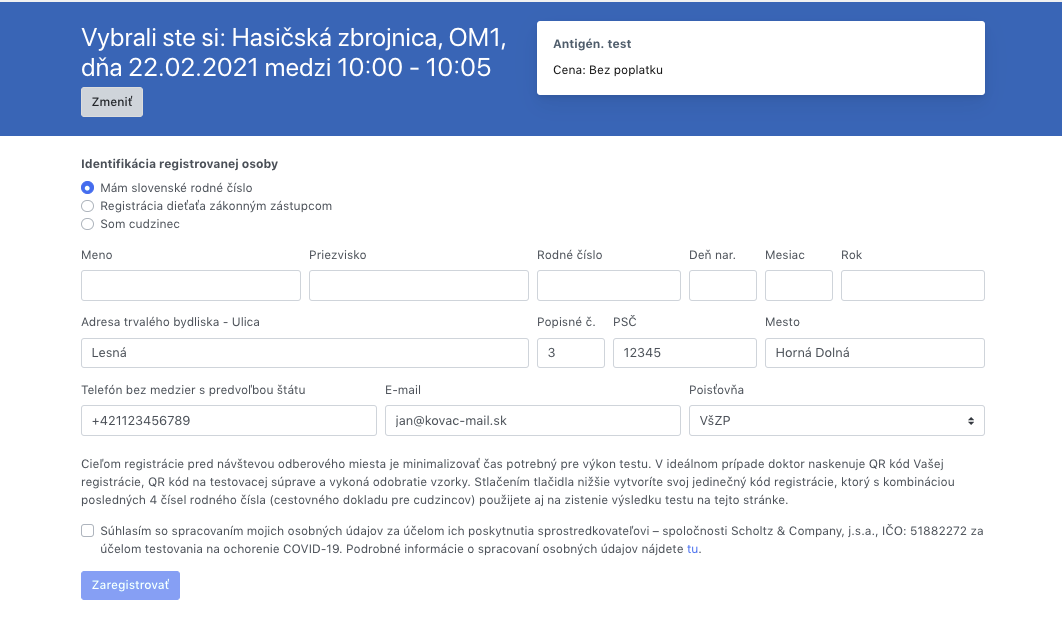 Vybrali ste si: Hasičská zbrojnica, OM1,
dňa 22.02.2021 medzi 10:00 - 10:05
Zmeniť
Antigén. test
Cena: Bez poplatku
Identifikácia registrovanej osoby
Mám slovenské rodné číslo
Registrácia dieťaťa zákonným zástupcom
Som cudzinec
Meno Priezvisko Rodné číslo Deň nar. Mesiac Rok
Adresa trvalého bydliska - Ulica Popisné č. PSČ Mesto
Lesná 3 12345 Horná Dolná
Telefón bez medzier s predvoľbou štátu E-mail Poisťovňa
+421123456789 jan@kovac-mail.sk VšZP
Cieľom registrácie pred návštevou odberového miesta je minimalizovať čas potrebný pre výkon testu. V ideálnom prípade doktor naskenuje QR kód Vašej
registrácie, QR kód na testovacej súprave a vykoná odobratie vzorky. Stlačením tlačidla nižšie vytvoríte svoj jedinečný kód registrácie, ktorý s kombináciou
posledných 4 čísel rodného čísla (cestovného dokladu pre cudzincov) použijete aj na zistenie výsledku testu na tejto stránke.
Súhlasím so spracovaním mojich osobných údajov za účelom ich poskytnutia sprostredkovateľovi – spoločnosti Scholtz & Company, j.s.a., IČO: 51882272 za
účelom testovania na ochorenie COVID-19. Podrobné informácie o spracovaní osobných údajov nájdete tu.
Zaregistrovať